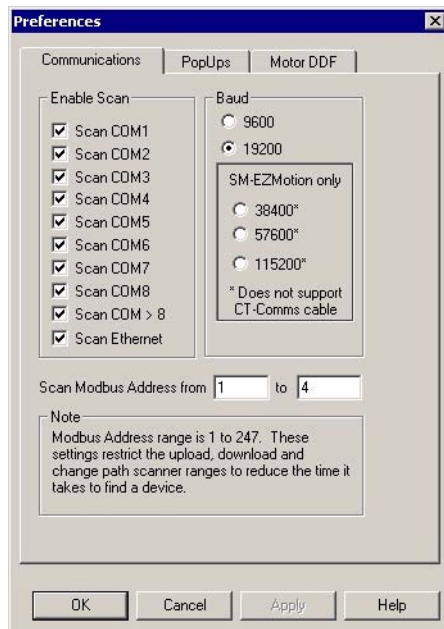 Preferences
Communications
PopUps
Motor DDF
Enable Scan
Scan COM1
Scan COM2
Scan COM3
Scan COM4
Scan COM5
Scan COM6
Scan COM7
Scan COM8
Scan COM > 8
Scan Ethernet
Baud
9600
19200
SM-EZMotion only
38400*
57600*
115200*
* Does not support
CT-Comms cable
Scan Modbus Address from 1 to 4
Note
Modbus Address range is 1 to 247. These
settings restrict the upload, download and
change path scanner ranges to reduce the time it
takes to find a device.
OK
Cancel
Apply
Help